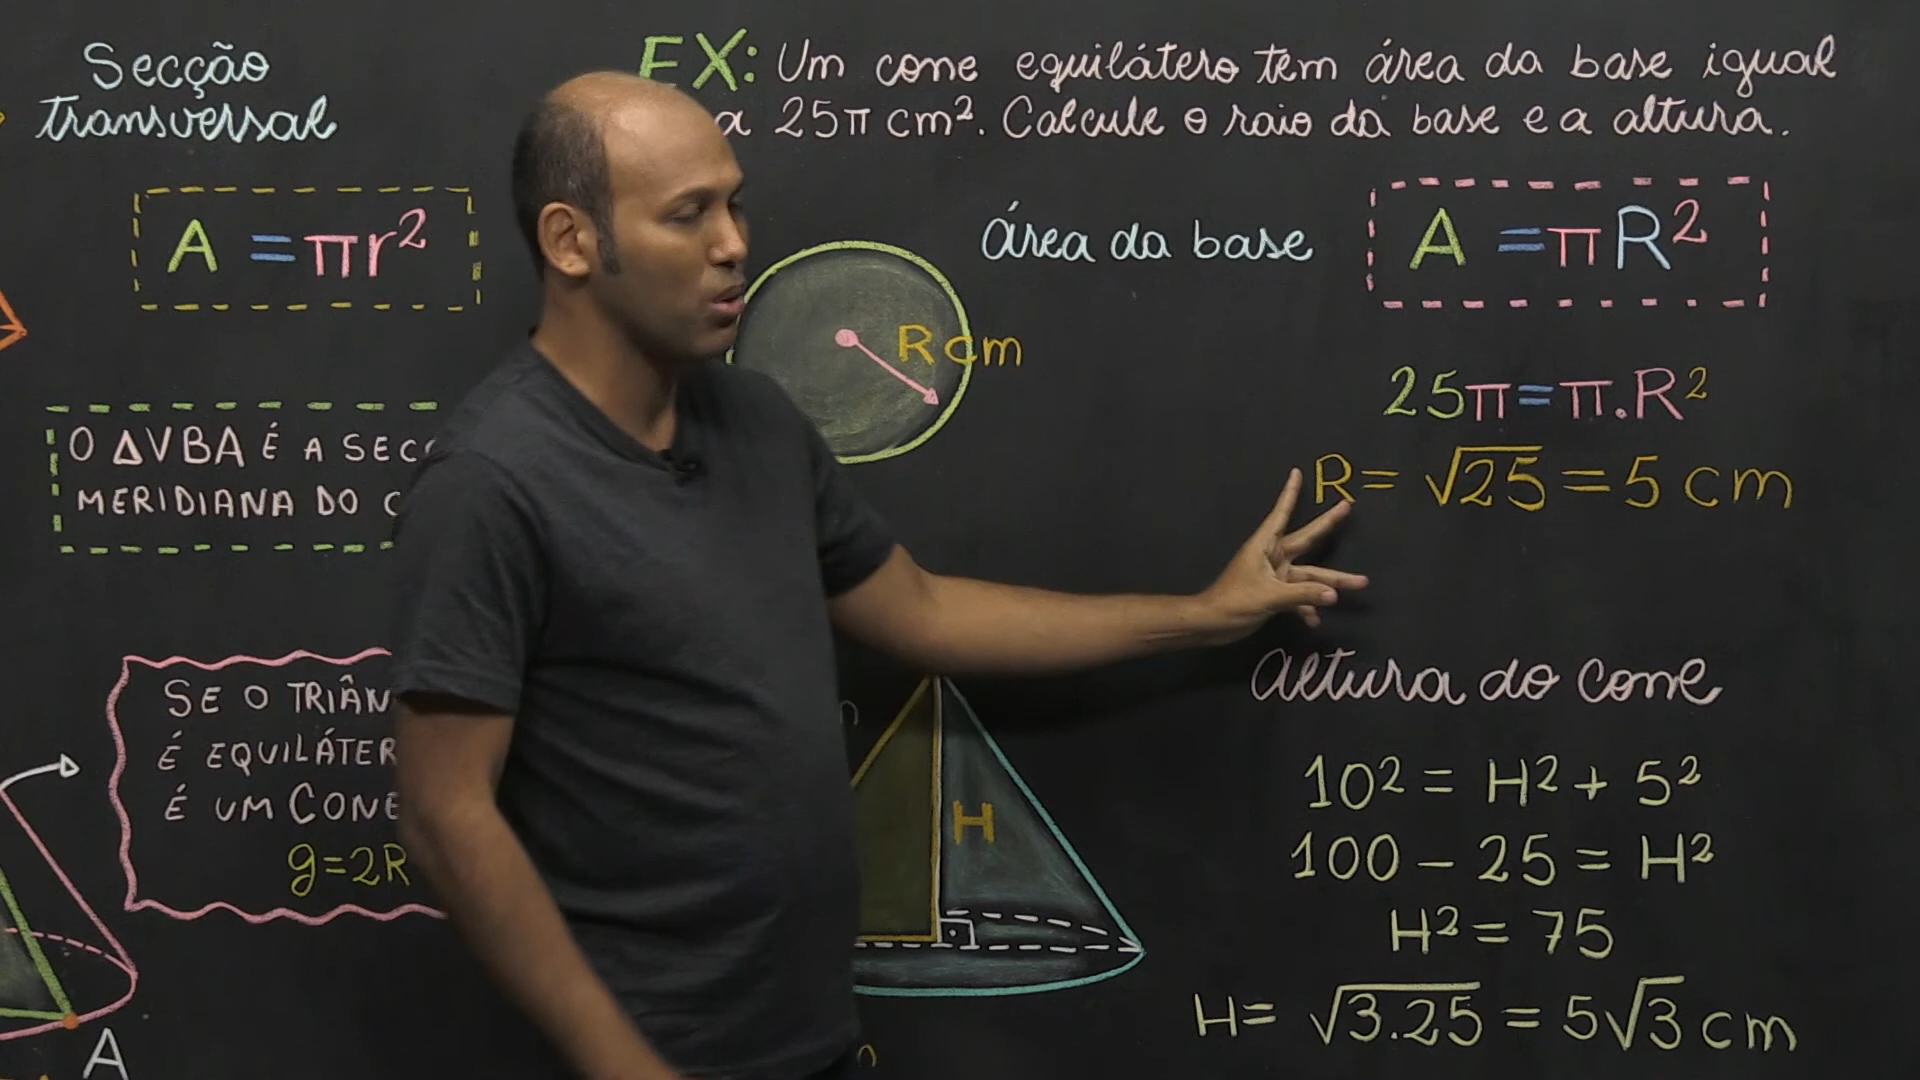 Secção
transversal
A = πr²
O ΔVBA É A SEC
MERIDIANA DO C
SE O TRIÂN
É EQUILÁTER
É UM CONE
g=2R
A
EX: Um cone equilátero tem área da base igual
a 25π cm². Calcule o raio da base e a altura.
área da base
A = πR²
R cm
25π = π.R²
R = √25 = 5 cm
Altura do cone
10² = H² + 5²
100 – 25 = H²
H² = 75
H = √3.25 = 5√3 cm
H